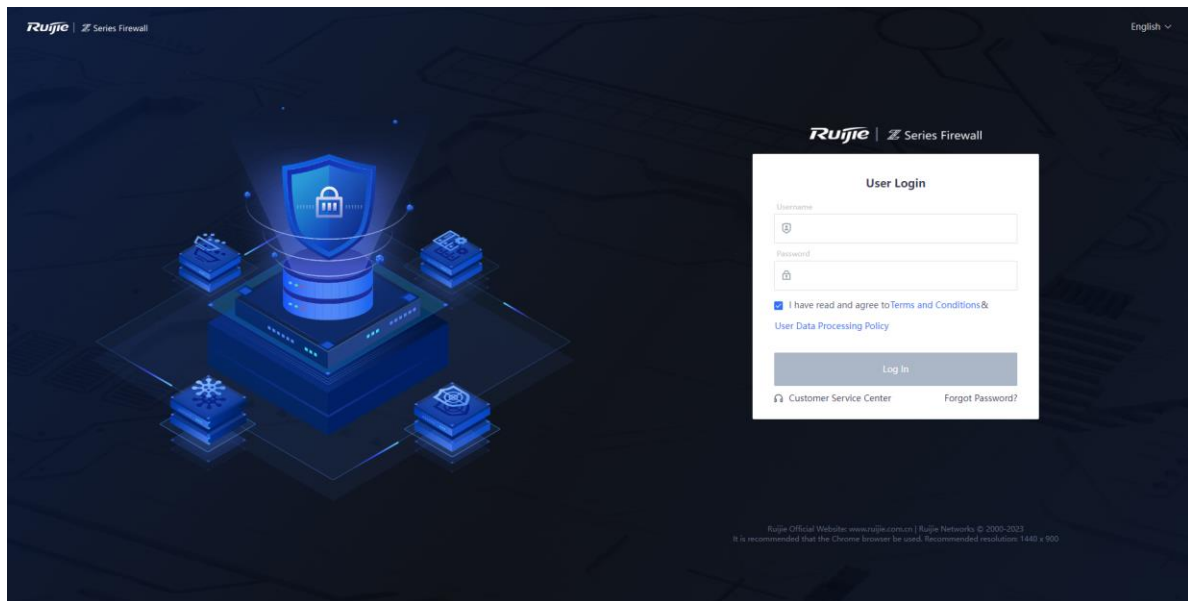 Ruijie | Z Series Firewall
English
Ruijie | Z Series Firewall
User Login
Username
Password
I have read and agree toTerms and Conditions&
User Data Processing Policy
Log In
Customer Service Center Forgot Password?
Ruijie Official Website: www.ruijie.com.cn | Ruijie Networks © 2000-2023
It is recommended that the Chrome browser be used. Recommended resolution: 1440 x 900